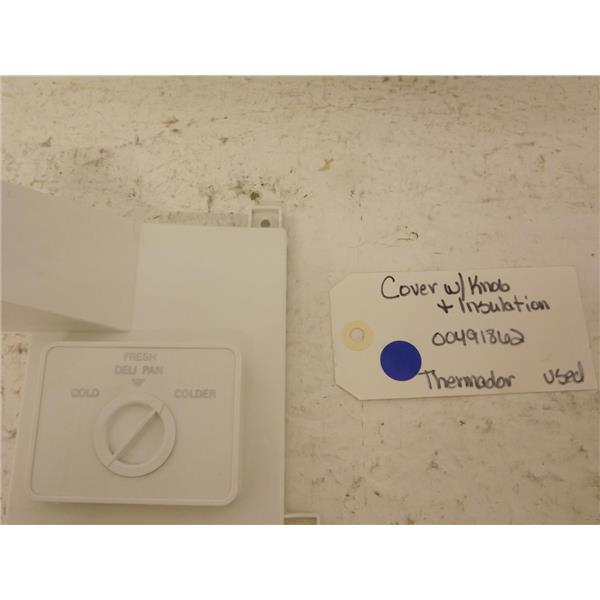 FRESH
DELI PAN
COLD COLDER
Cover w/ Knob
+ Insulation
00491862
Thermador used